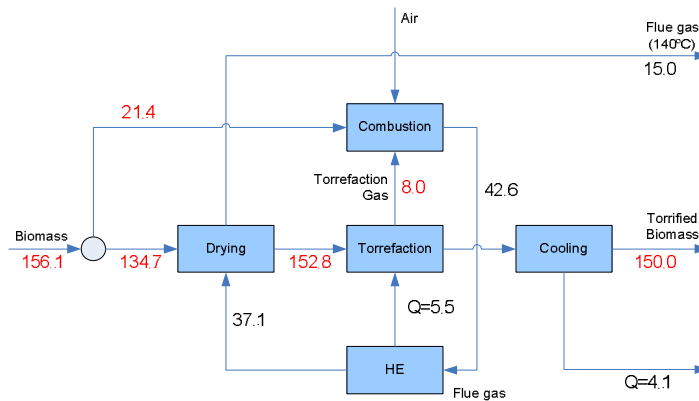 Air
Flue gas
(140°C)
15.0
21.4
Combustion
Torrefaction
Gas
8.0
42.6
Biomass
156.1
134.7
Drying
152.8
Torrefaction
Cooling
Torrified
Biomass
150.0
37.1
Q=5.5
HE
Flue gas
Q=4.1